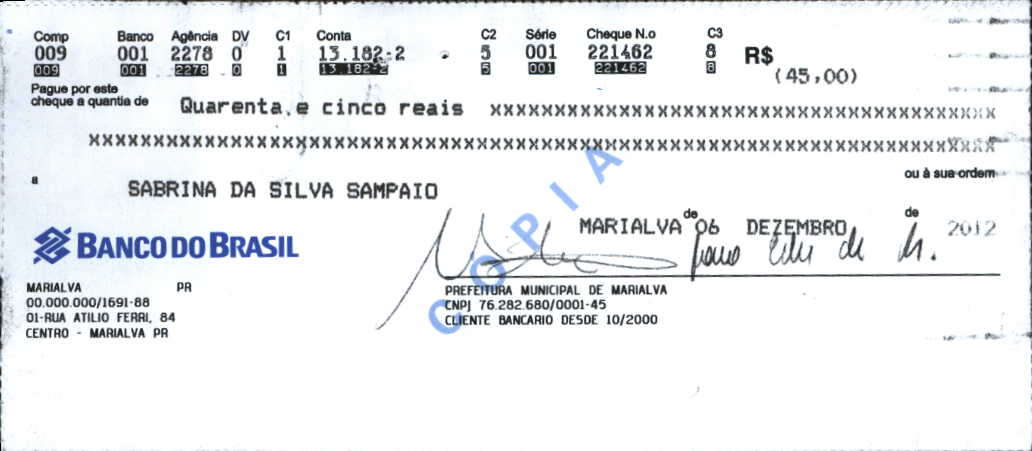 Comp Banco Agência DV C1 Conta C2 Série Cheque N.o C3
009 001 2278 0 1 13.182-2 5 001 221462 8 R$ (45,00)
009 001 2278 0 1 13.182-2 5 001 221462 8
Pague por este
cheque a quantia de Quarenta e cinco reais xxxxxxxxxxxxxxxxxxxxxxxxxxxxxxxxxxxxxxxxxxxxxxx
xxxxxxxxxxxxxxxxxxxxxxxxxxxxxxxxxxxxxxxxxxxxxxxxxxxxxxxxxxxxxxxxxxxxxxxxxxxxxxxxxxxx
a SABRINA DA SILVA SAMPAIO ou à sua ordem
MARIALVA de 06 DEZEMBRO de 2012
BANCO DO BRASIL
COPIA
MARIALVA PR
00.000.000/1691-88
01-RUA ATILIO FERRI, 84
CENTRO - MARIALVA PR
PREFEITURA MUNICIPAL DE MARIALVA
CNPJ 76.282.680/0001-45
CLIENTE BANCARIO DESDE 10/2000